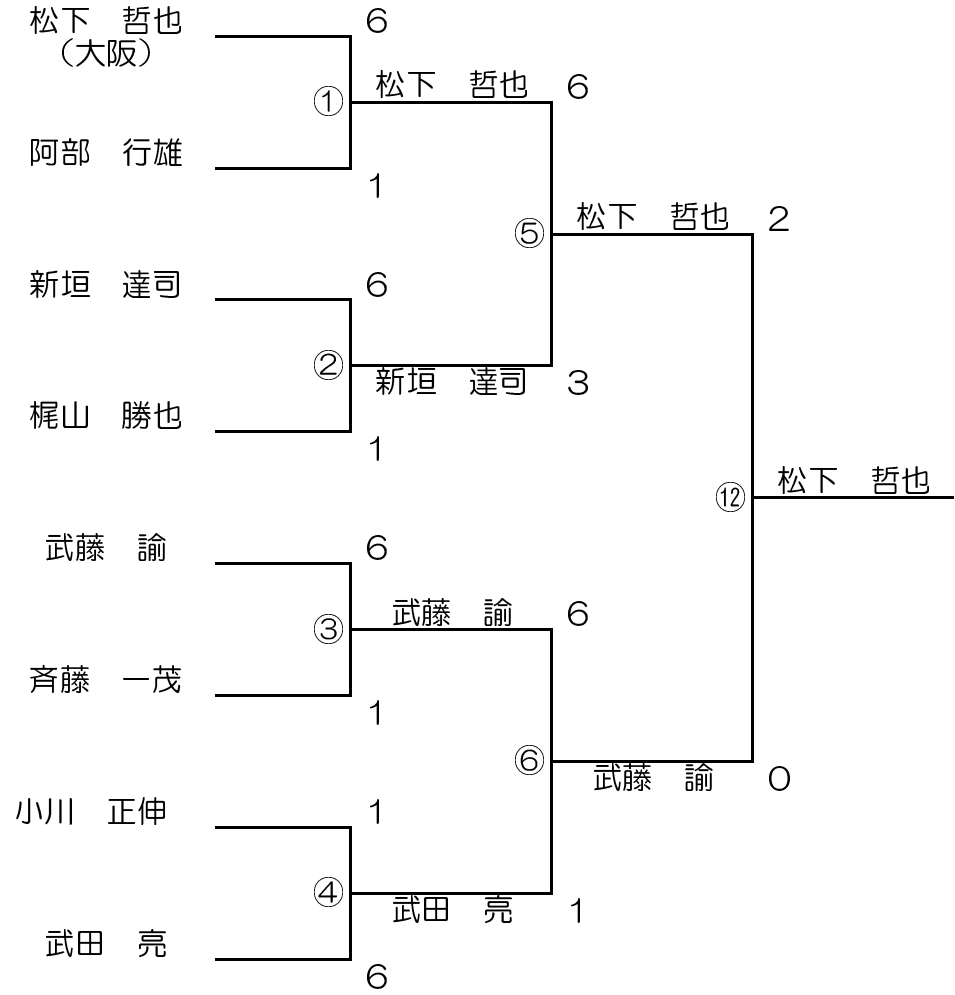 松下　哲也 6
（大阪）
松下　哲也 6
①
阿部　行雄
1
松下　哲也 2
⑤
新垣　達司 6
②
新垣　達司 3
梶山　勝也
1
松下　哲也
⑫
武藤　諭 6
武藤　諭 6
③
斉藤　一茂
1
⑥
武藤　諭 0
小川　正伸 1
④
武田　亮 1
武田　亮
6